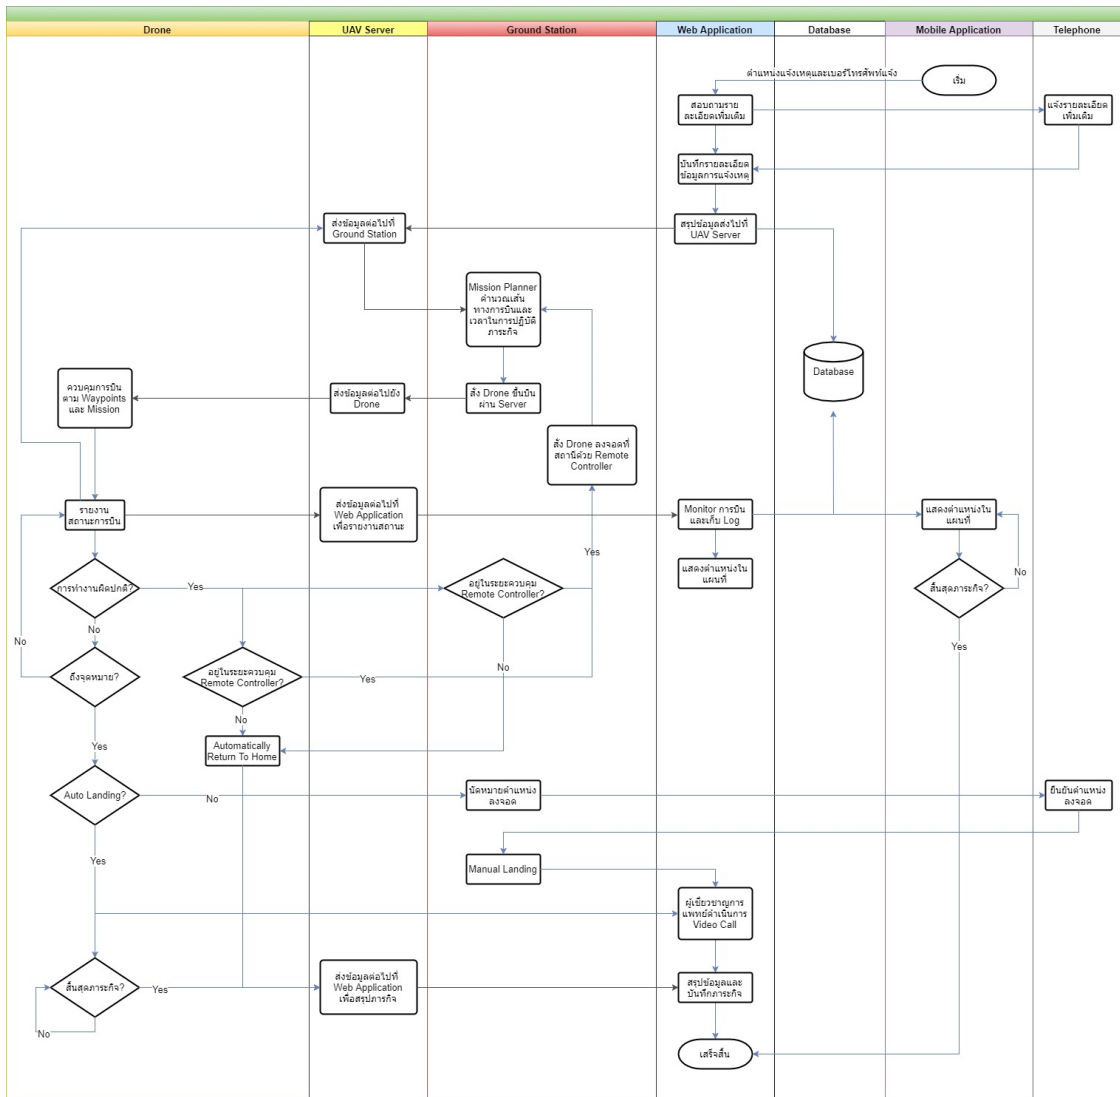 Drone
UAV Server
Ground Station
Web Application
Database
Mobile Application
Telephone
ตำแหน่งแจ้งเหตุและเบอร์โทรศัพท์แจ้ง
เริ่ม
สอบถามราย
ละเอียดเพิ่มเติม
แจ้งรายละเอียด
เพิ่มเติม
บันทึกรายละเอียด
ข้อมูลการแจ้งเหตุ
ส่งข้อมูลต่อไปที่
Ground Station
สรุปข้อมูลส่งไปที่
UAV Server
Mission Planner
คำนวณเส้น
ทางการบินและ
เวลาในการปฏิบัติ
ภาระกิจ
Database
ควบคุมการบิน
ตาม Waypoints
และ Mission
ส่งข้อมูลต่อไปยัง
Drone
สั่ง Drone ขึ้นบิน
ผ่าน Server
สั่ง Drone ลงจอดที่
สถานีด้วย Remote
Controller
รายงาน
สถานะการบิน
ส่งข้อมูลต่อไปที่
Web Application
เพื่อรายงานสถานะ
Monitor การบิน
และเก็บ Log
แสดงตำแหน่งใน
แผนที่
Yes
แสดงตำแหน่งใน
แผนที่
การทำงานผิดปกติ?
Yes
อยู่ในระยะควบคุม
Remote Controller?
สิ้นสุดภาระกิจ?
No
No
No
Yes
ถึงจุดหมาย?
อยู่ในระยะควบคุม
Remote Controller?
Yes
No
No
Yes
Automatically
Return To Home
Auto Landing?
No
นัดหมายตำแหน่ง
ลงจอด
ยืนยันตำแหน่ง
ลงจอด
Yes
Manual Landing
ผู้เชี่ยวชาญการ
แพทย์ดำเนินการ
Video Call
สิ้นสุดภาระกิจ?
Yes
ส่งข้อมูลต่อไปที่
Web Application
เพื่อสรุปภารกิจ
สรุปข้อมูลและ
บันทึกภาระกิจ
No
เสร็จสิ้น